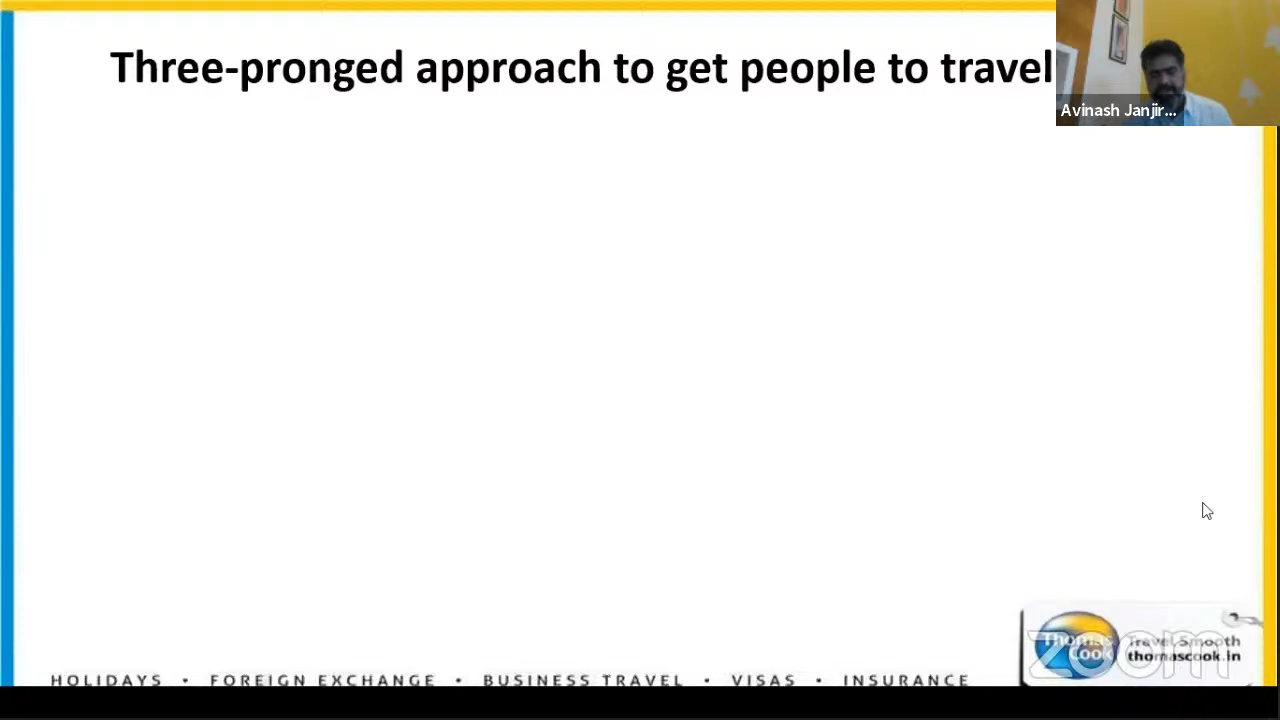 Three-pronged approach to get people to travel
Avinash Janjir...
Thomas Cook
Travel Smooth
thomascook.in
zoom
HOLIDAYS • FOREIGN EXCHANGE • BUSINESS TRAVEL • VISAS • INSURANCE